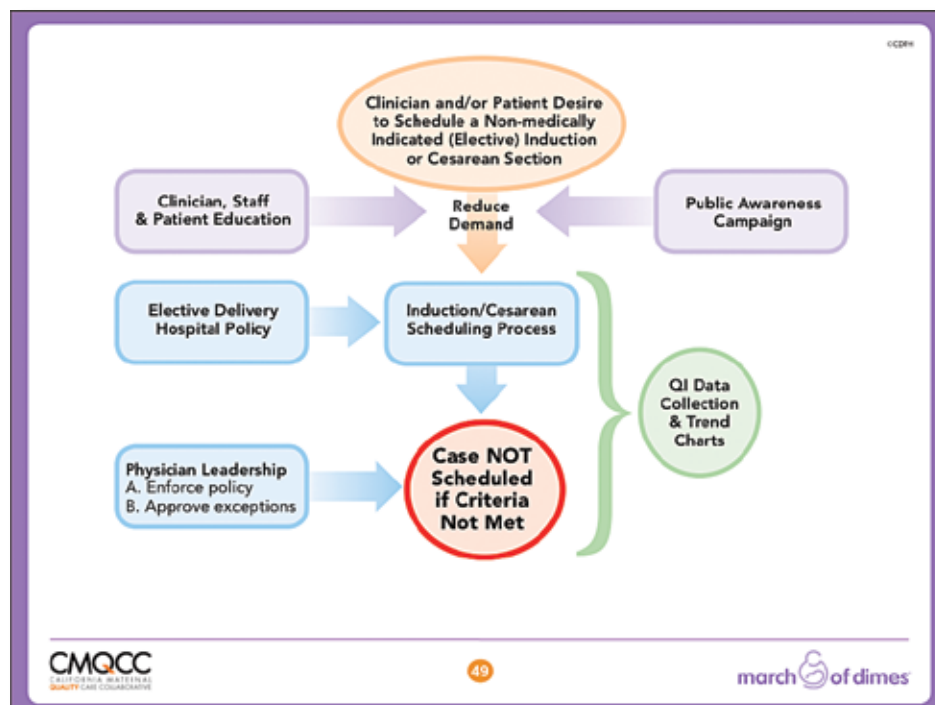 ©CDPH
Clinician and/or Patient Desire
to Schedule a Non-medically
Indicated (Elective) Induction
or Cesarean Section
Clinician, Staff
& Patient Education
Reduce
Demand
Public Awareness
Campaign
Elective Delivery
Hospital Policy
Induction/Cesarean
Scheduling Process
QI Data
Collection
& Trend
Charts
Physician Leadership
A. Enforce policy
B. Approve exceptions
Case NOT
Scheduled
if Criteria
Not Met
CMQCC
CALIFORNIA MATERNAL
QUALITY CARE COLLABORATIVE
49
march of dimes